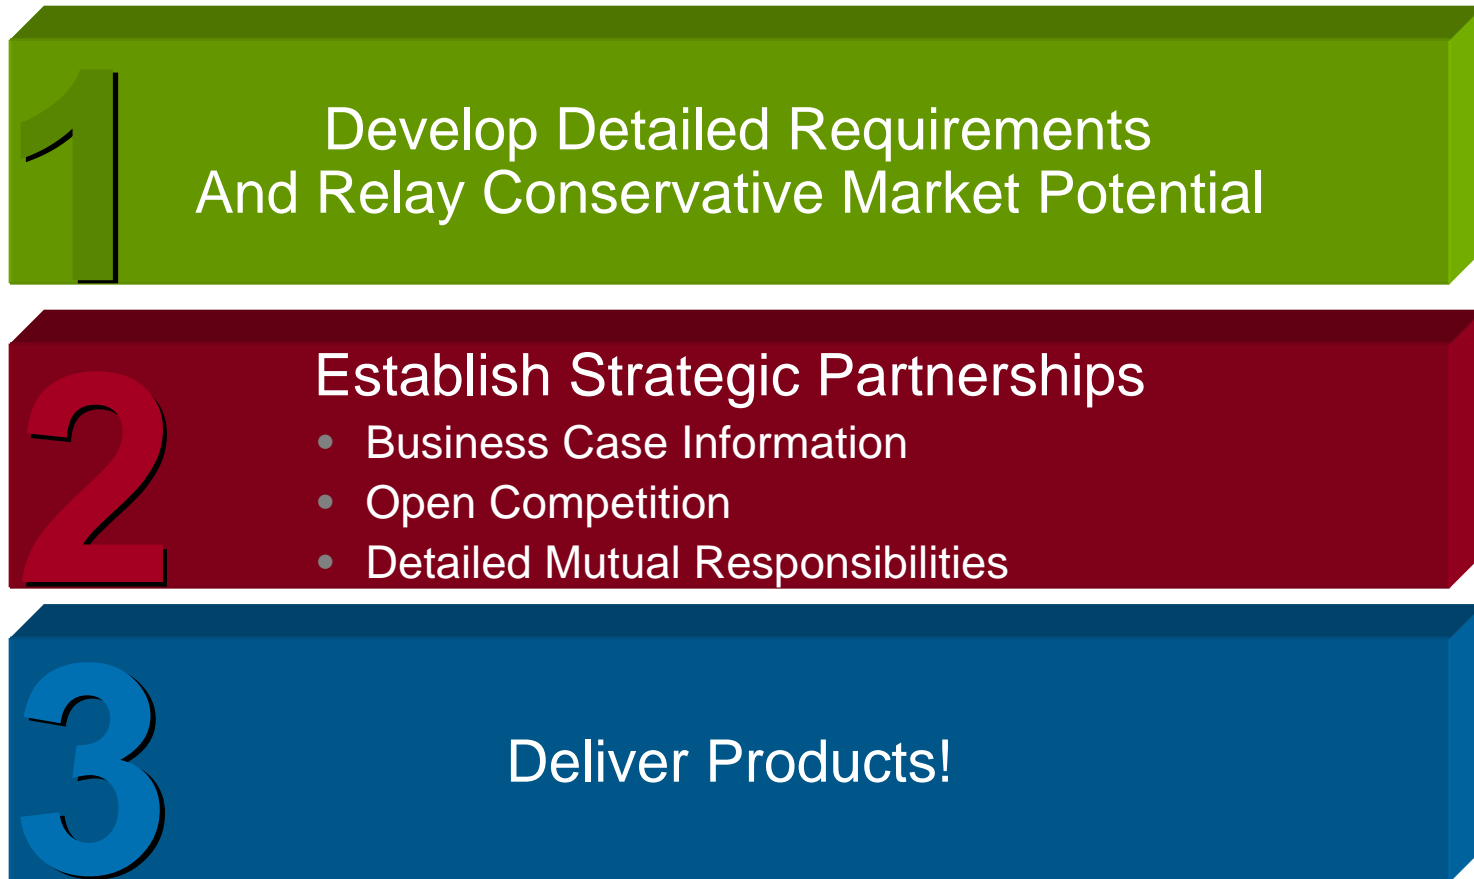 1
Develop Detailed Requirements
And Relay Conservative Market Potential
2
Establish Strategic Partnerships
• Business Case Information
• Open Competition
• Detailed Mutual Responsibilities
3
Deliver Products!